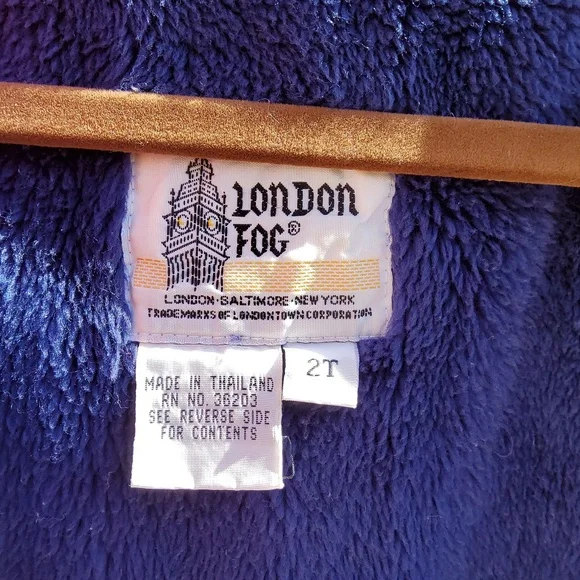 LONDON
FOG®
LONDON·BALTIMORE·NEW YORK
TRADEMARKS OF LONDONTOWN CORPORATION
2T
MADE IN THAILAND
RN NO. 36203
SEE REVERSE SIDE
FOR CONTENTS